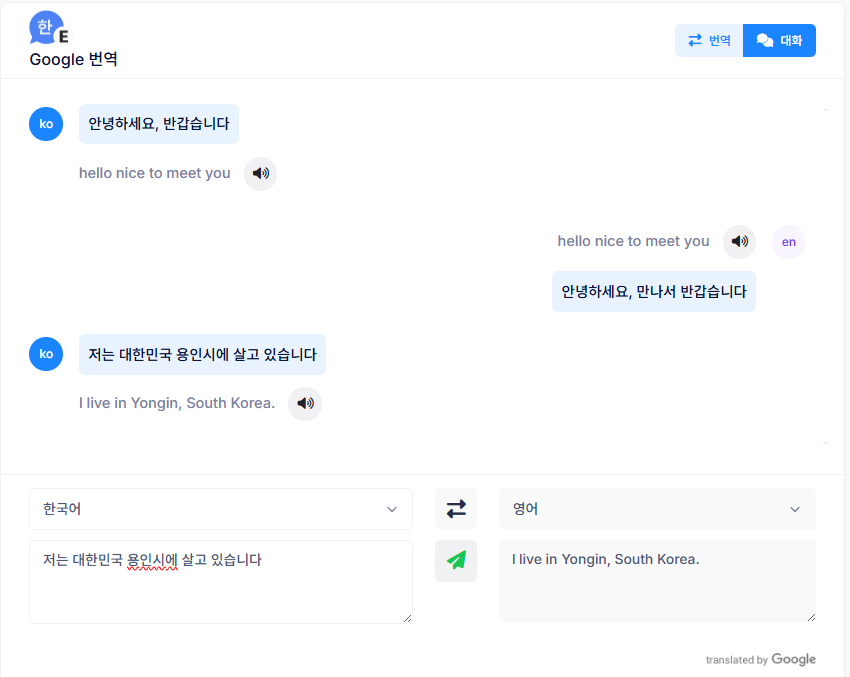 한
E
Google 번역
번역
대화
ko
안녕하세요, 반갑습니다
hello nice to meet you
hello nice to meet you
en
안녕하세요, 만나서 반갑습니다
ko
저는 대한민국 용인시에 살고 있습니다
I live in Yongin, South Korea.
한국어
영어
저는 대한민국 용인시에 살고 있습니다
I live in Yongin, South Korea.
translated by Google